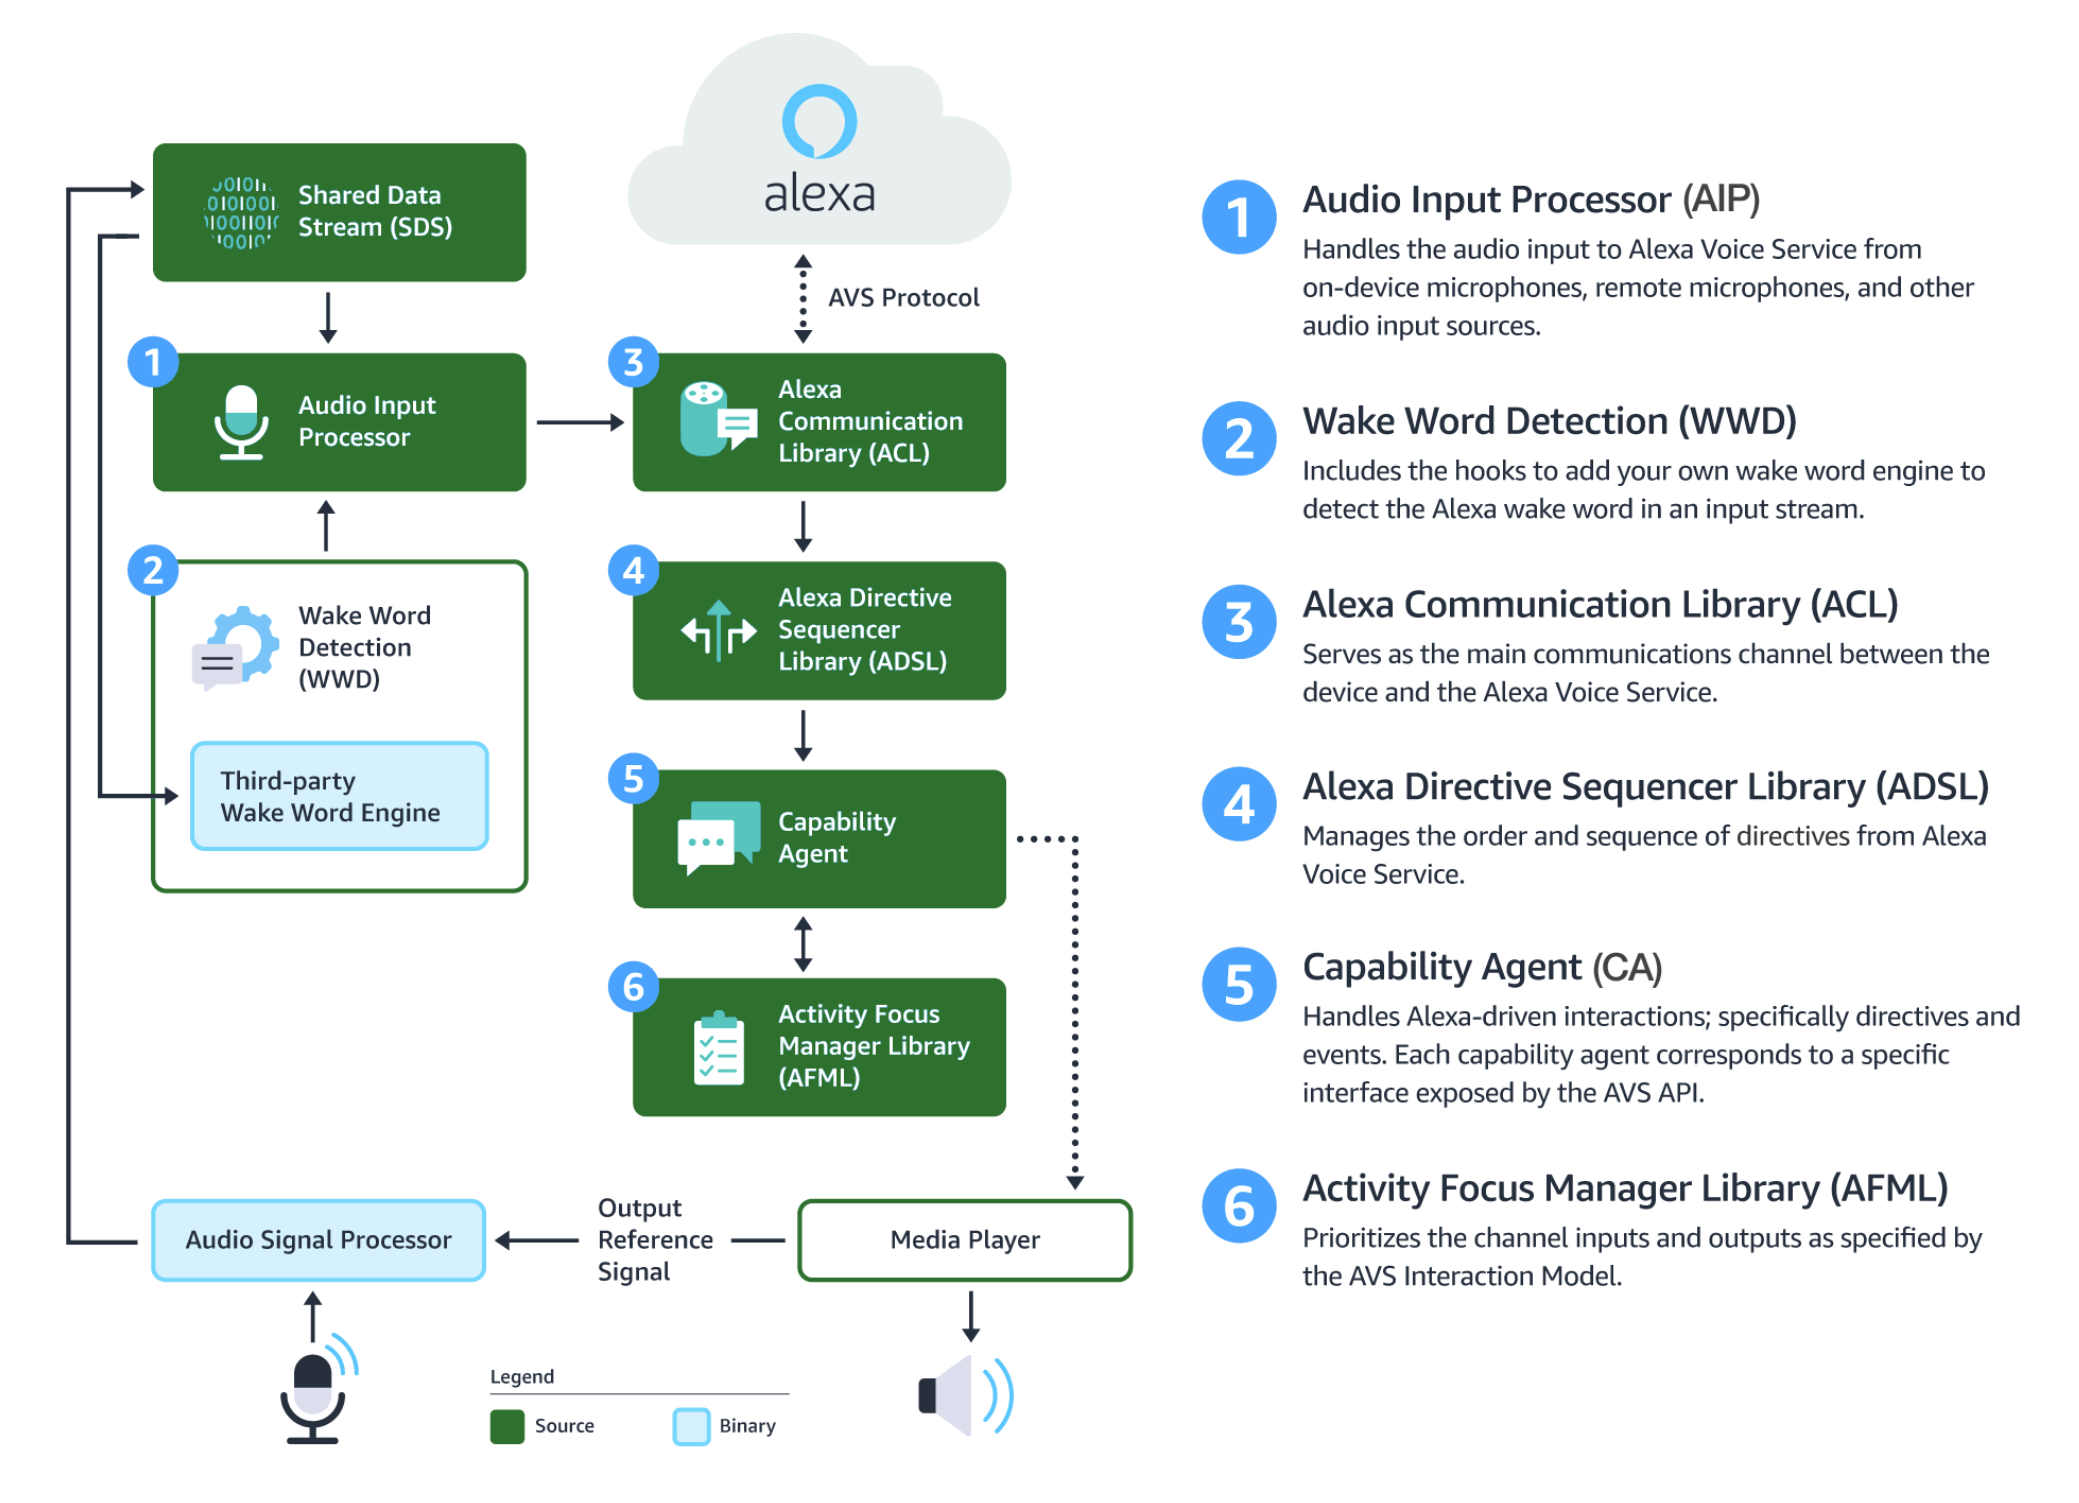 alexa
AVS Protocol
Shared Data
Stream (SDS)
1
Audio Input
Processor
2
Wake Word
Detection
(WWD)
Third-party
Wake Word Engine
3
Alexa
Communication
Library (ACL)
4
Alexa Directive
Sequencer
Library (ADSL)
5
Capability
Agent
6
Activity Focus
Manager Library
(AFML)
Audio Signal Processor
Output
Reference
Signal
Media Player
Legend
Source
Binary
1
Audio Input Processor (AIP)
Handles the audio input to Alexa Voice Service from
on-device microphones, remote microphones, and other
audio input sources.
2
Wake Word Detection (WWD)
Includes the hooks to add your own wake word engine to
detect the Alexa wake word in an input stream.
3
Alexa Communication Library (ACL)
Serves as the main communications channel between the
device and the Alexa Voice Service.
4
Alexa Directive Sequencer Library (ADSL)
Manages the order and sequence of directives from Alexa
Voice Service.
5
Capability Agent (CA)
Handles Alexa-driven interactions; specifically directives and
events. Each capability agent corresponds to a specific
interface exposed by the AVS API.
6
Activity Focus Manager Library (AFML)
Prioritizes the channel inputs and outputs as specified by
the AVS Interaction Model.